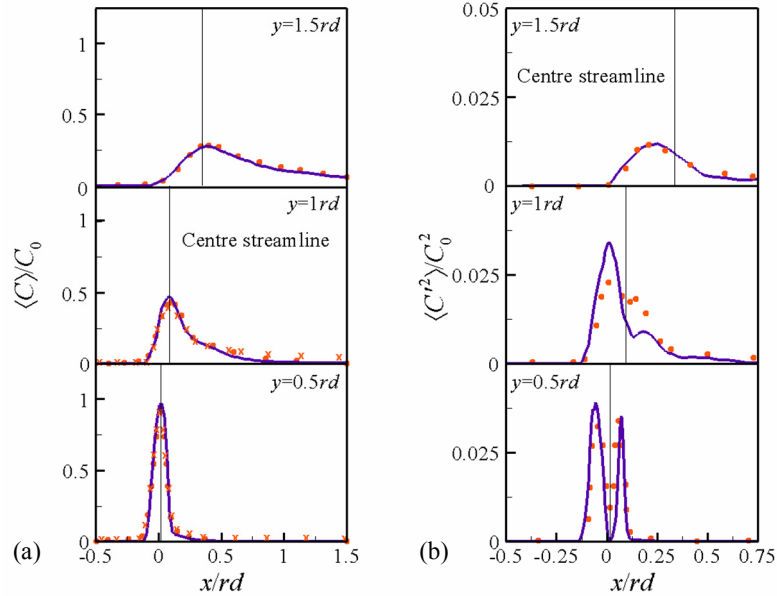 y=1.5rd
1
Centre streamline
0.5
0
y=1rd
1
Centre streamline
0.5
0
y=0.5rd
1
0.5
0
⟨C⟩/C₀
-0.5 0 0.5 1 1.5
x/rd
(a)
0.05
y=1.5rd
Centre streamline
0.025
0
y=1rd
0.025
0
y=0.5rd
0.025
0
⟨C′²⟩/C₀²
-0.5 -0.25 0 0.25 0.5 0.75
x/rd
(b)